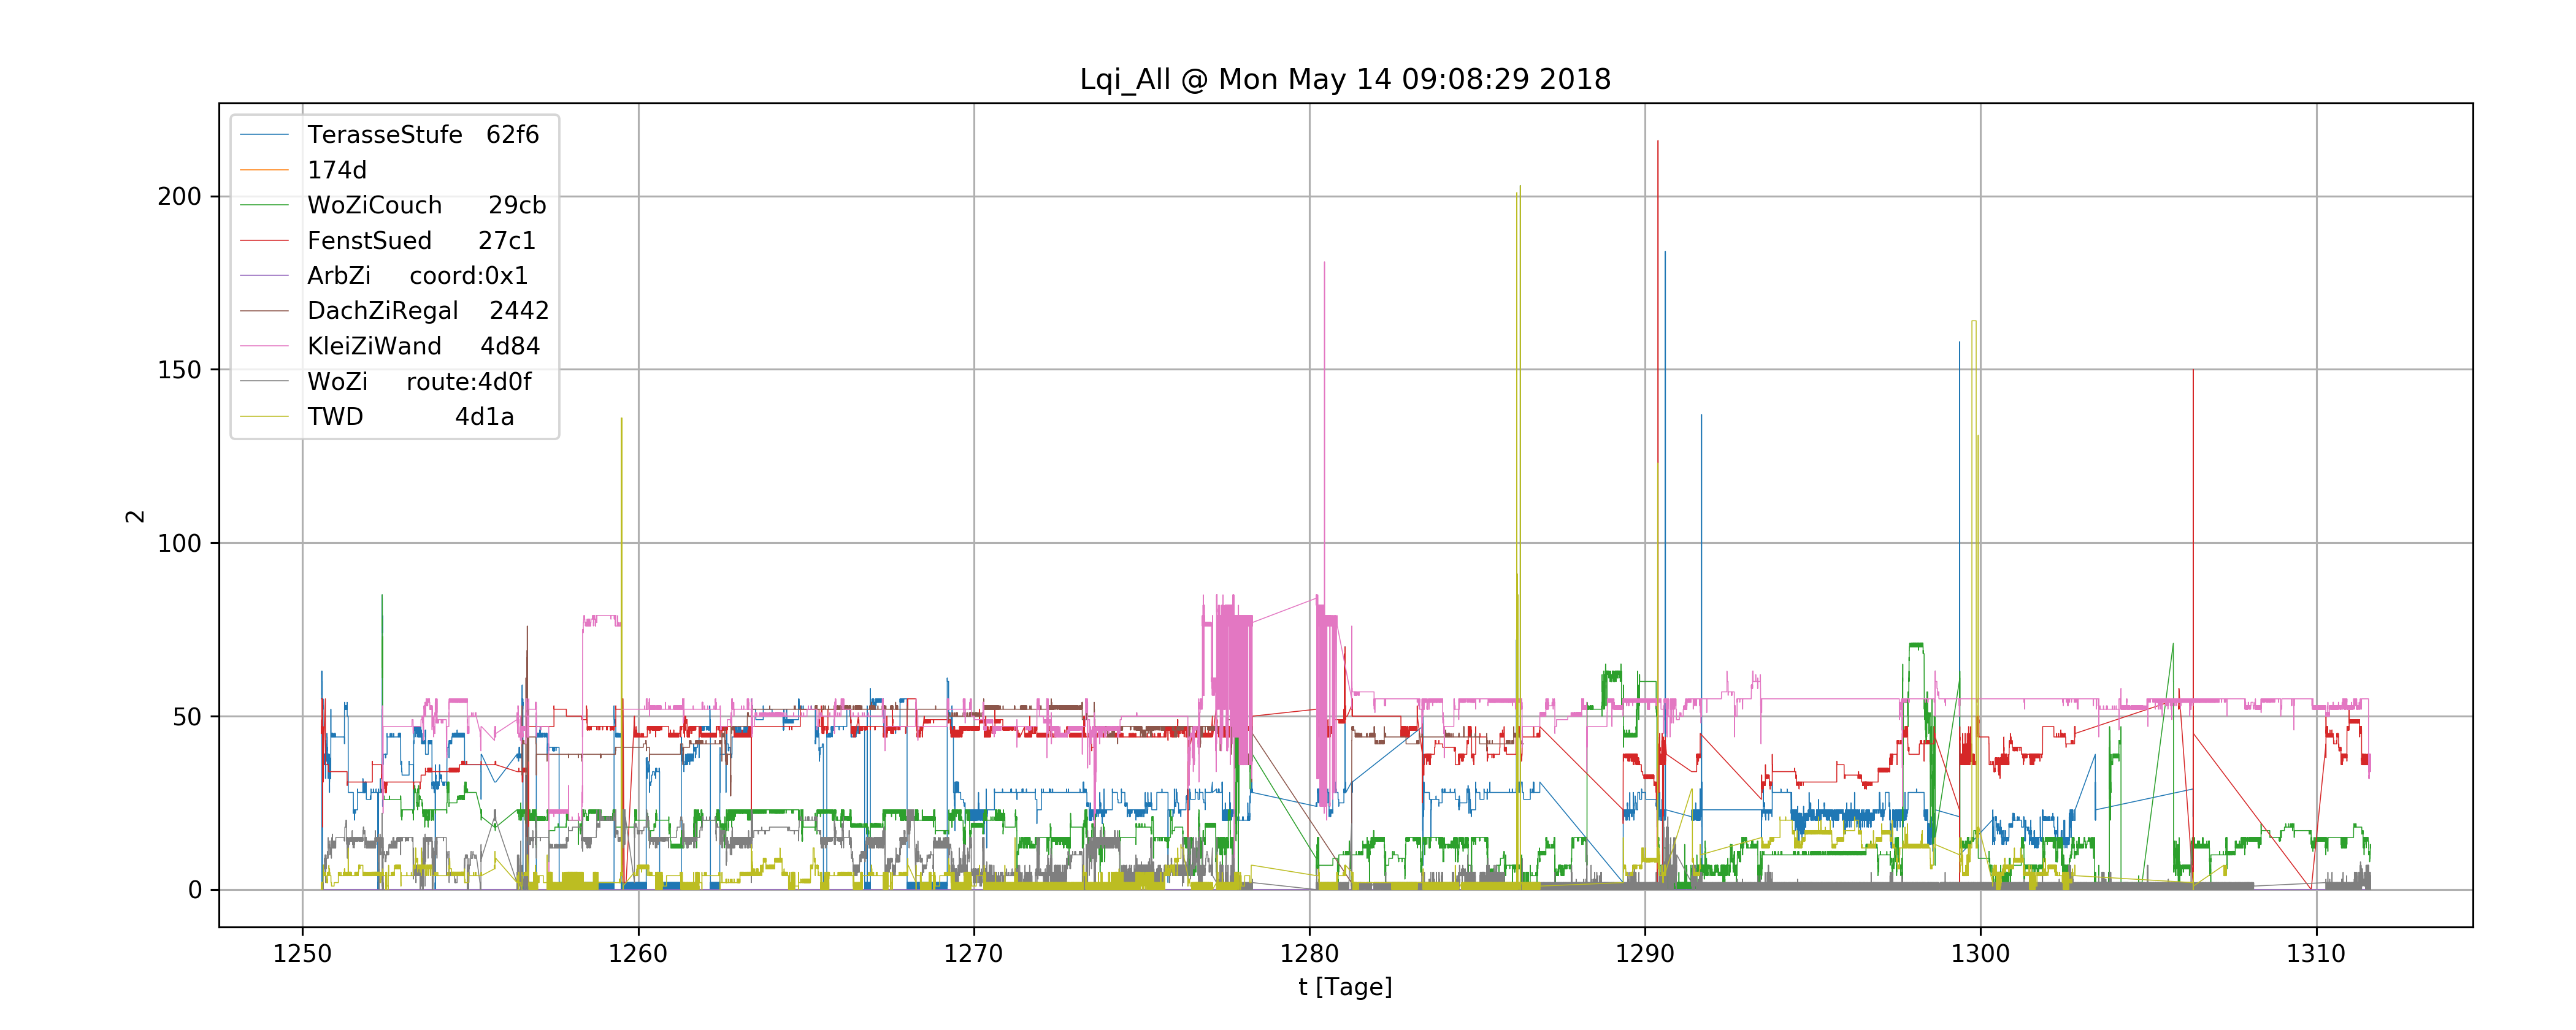 Lqi_All @ Mon May 14 09:08:29 2018
TerasseStufe 62f6
174d
WoZiCouch 29cb
FenstSued 27c1
ArbZi coord:0x1
DachZiRegal 2442
KleiZiWand 4d84
WoZi route:4d0f
TWD 4d1a
200
150
100
50
0
2
1250 1260 1270 1280 1290 1300 1310
t [Tage]